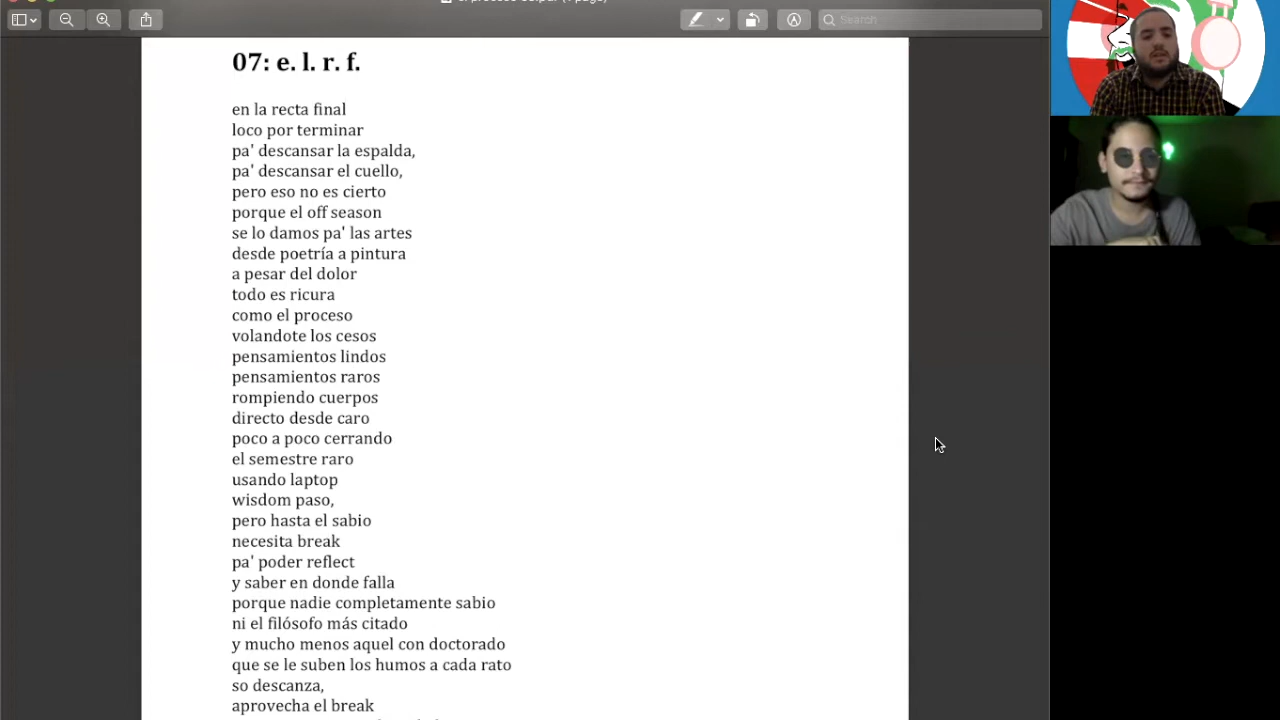 Search
07: e. l. r. f.
en la recta final
loco por terminar
pa' descansar la espalda,
pa' descansar el cuello,
pero eso no es cierto
porque el off season
se lo damos pa' las artes
desde poetría a pintura
a pesar del dolor
todo es ricura
como el proceso
volandote los cesos
pensamientos lindos
pensamientos raros
rompiendo cuerpos
directo desde caro
poco a poco cerrando
el semestre raro
usando laptop
wisdom paso,
pero hasta el sabio
necesita break
pa' poder reflect
y saber en donde falla
porque nadie completamente sabio
ni el filósofo más citado
y mucho menos aquel con doctorado
que se le suben los humos a cada rato
so descanza,
aprovecha el break